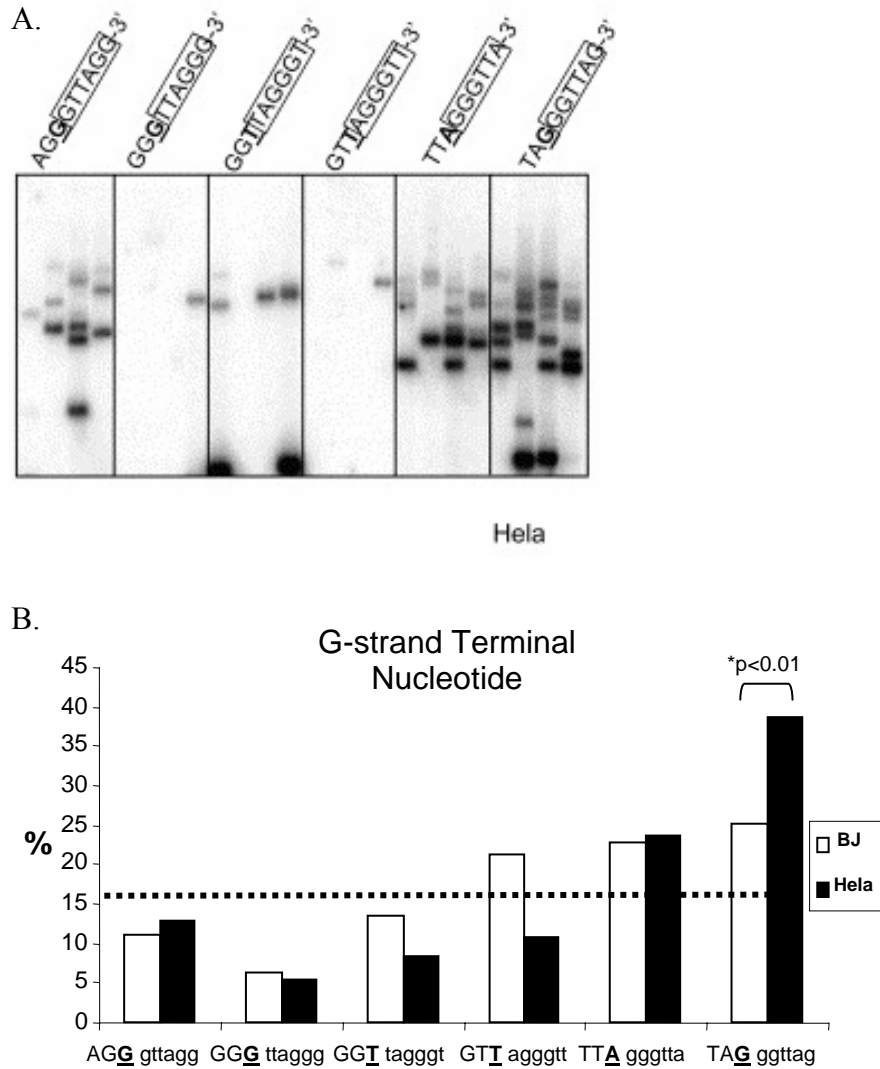 A.
AGGGTTAGG-3'
GGGTTAGGG-3'
GGTTAGGGT-3'
GTTAGGGTT-3'
TTAGGGTTA-3'
TAGGGTTAG-3'
Hela
B.
G-strand Terminal
Nucleotide
*p<0.01
45
40
35
30
25
20
15
10
5
0
%
BJ
Hela
AGG gttagg GGG ttaggg GGT tagggt GTT agggtt TTA gggtta TAG ggttag